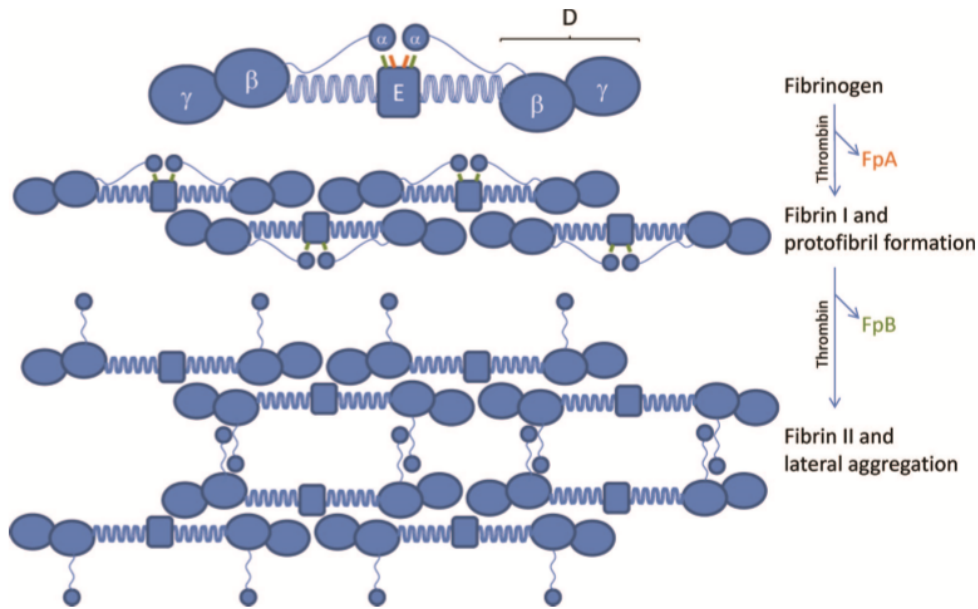 D
α α
γ β E β γ
Fibrinogen
Thrombin
FpA
Fibrin I and
protofibril formation
Thrombin
FpB
Fibrin II and
lateral aggregation